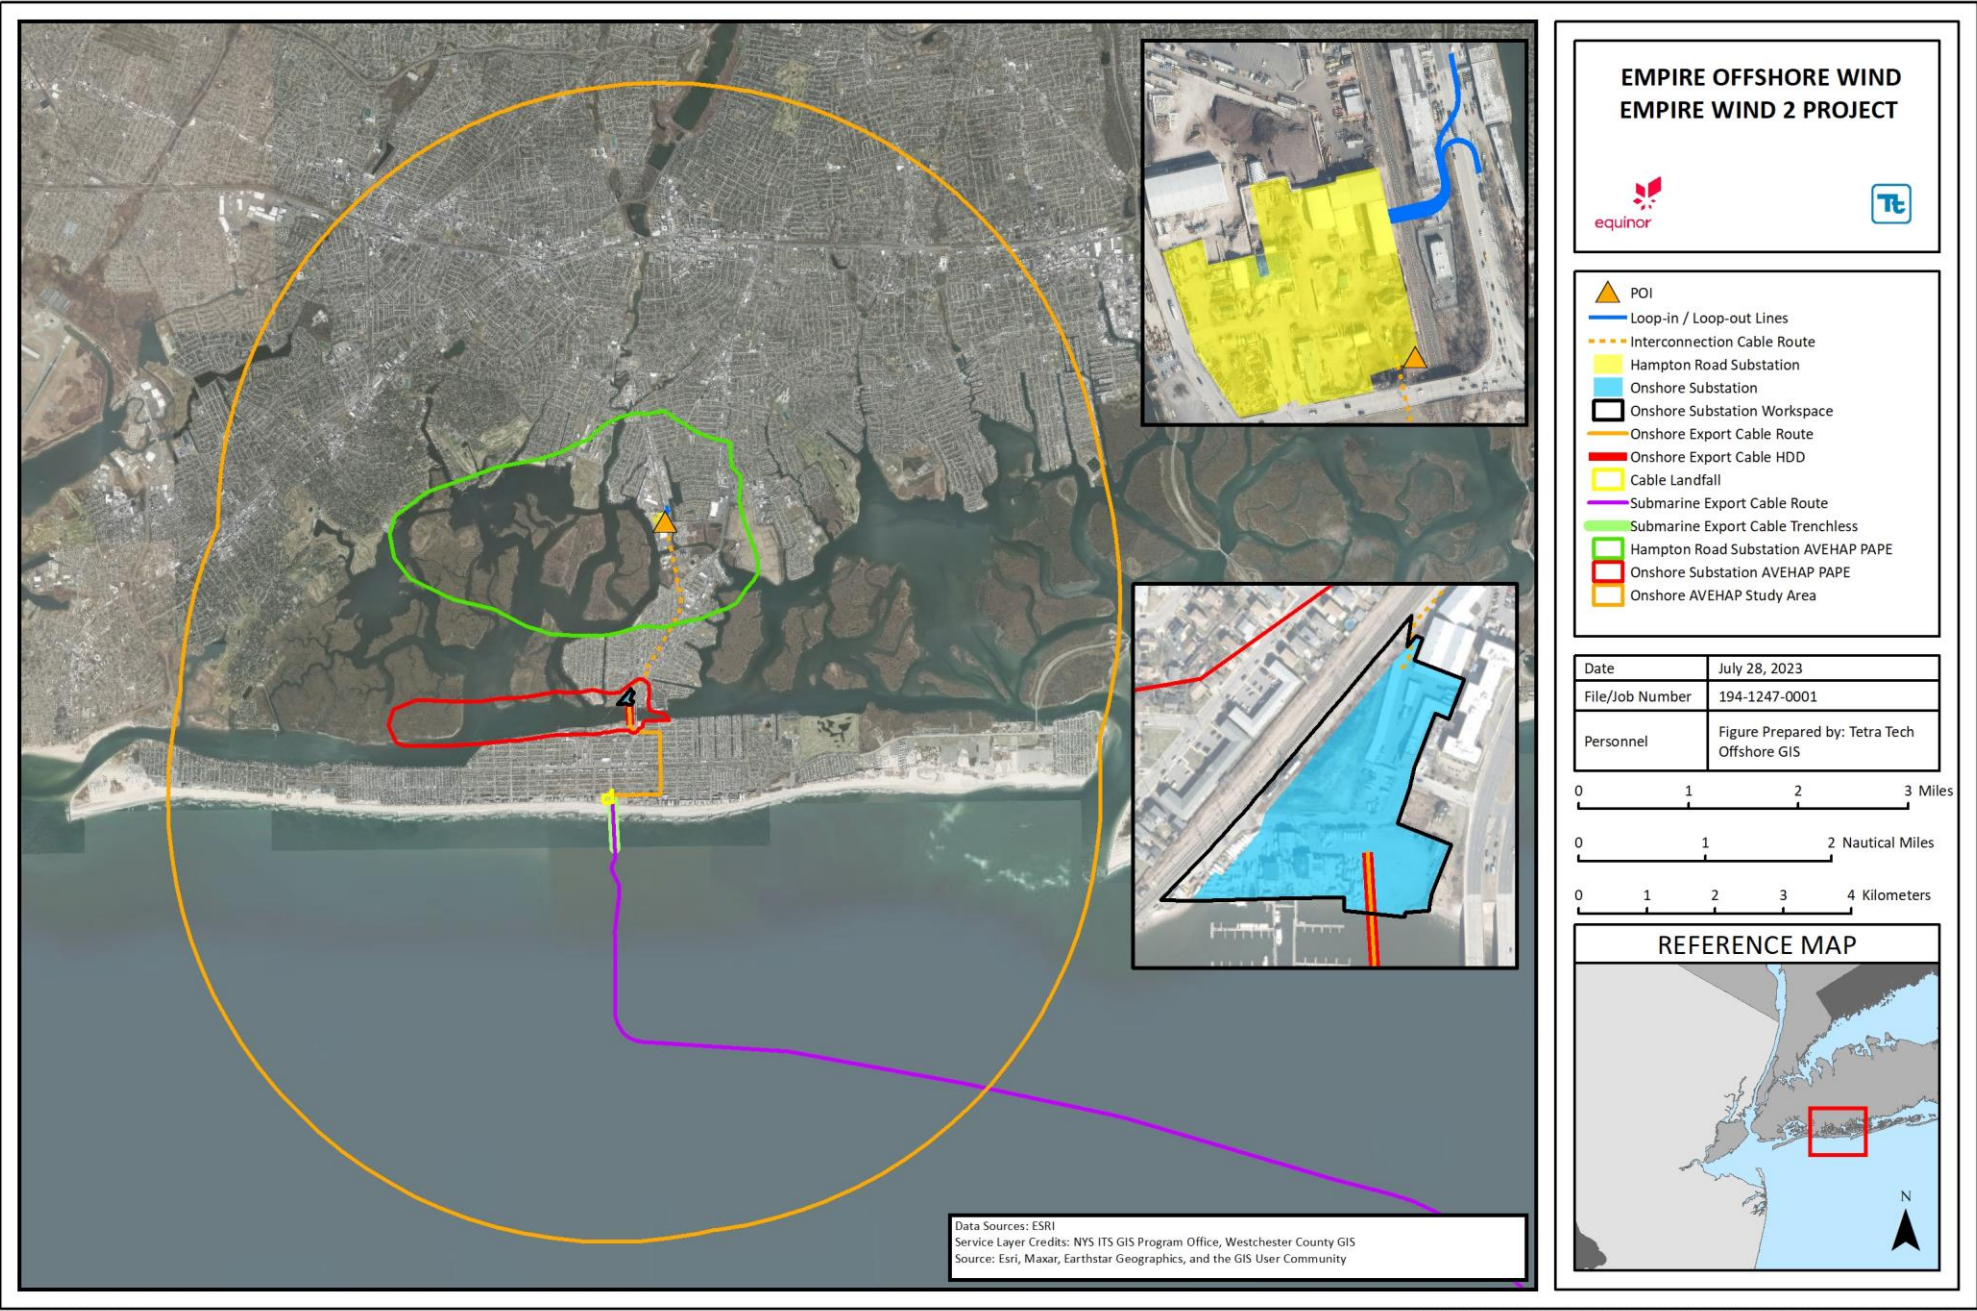 EMPIRE OFFSHORE WIND
EMPIRE WIND 2 PROJECT
equinor
Tt
POI
Loop-in / Loop-out Lines
Interconnection Cable Route
Hampton Road Substation
Onshore Substation
Onshore Substation Workspace
Onshore Export Cable Route
Onshore Export Cable HDD
Cable Landfall
Submarine Export Cable Route
Submarine Export Cable Trenchless
Hampton Road Substation AVEHAP PAPE
Onshore Substation AVEHAP PAPE
Onshore AVEHAP Study Area
Date July 28, 2023
File/Job Number 194-1247-0001
Personnel Figure Prepared by: Tetra Tech
Offshore GIS
0 1 2 3 Miles
0 1 2 Nautical Miles
0 1 2 3 4 Kilometers
REFERENCE MAP
N
Data Sources: ESRI
Service Layer Credits: NYS ITS GIS Program Office, Westchester County GIS
Source: Esri, Maxar, Earthstar Geographics, and the GIS User Community